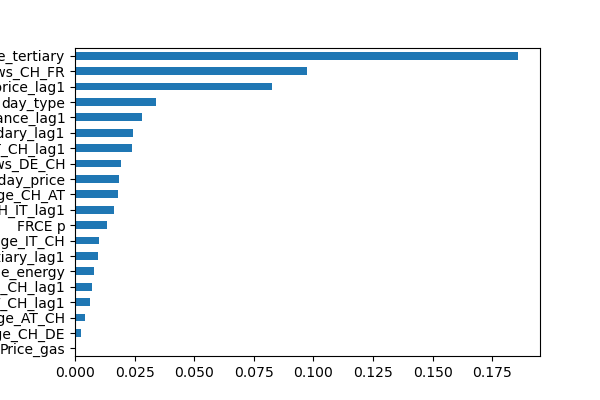 e_tertiary
ws_CH_FR
price_lag1
day_type
ance_lag1
dary_lag1
_CH_lag1
ws_DE_CH
day_price
ge_CH_AT
H_IT_lag1
FRCE p
ge_IT_CH
tiary_lag1
e_energy
_CH_lag1
_CH_lag1
ge_AT_CH
ge_CH_DE
Price_gas
0.000 0.025 0.050 0.075 0.100 0.125 0.150 0.175